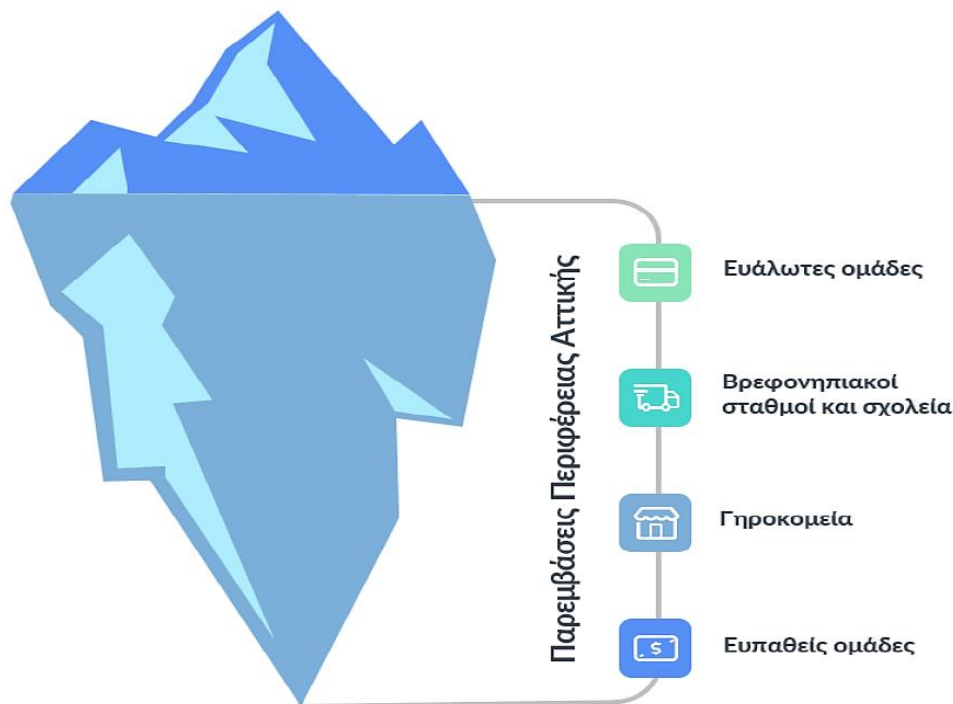 Παρεμβάσεις Περιφέρειας Αττικής
Ευάλωτες ομάδες
Βρεφονηπιακοί
σταθμοί και σχολεία
Γηροκομεία
Ευπαθείς ομάδες
$